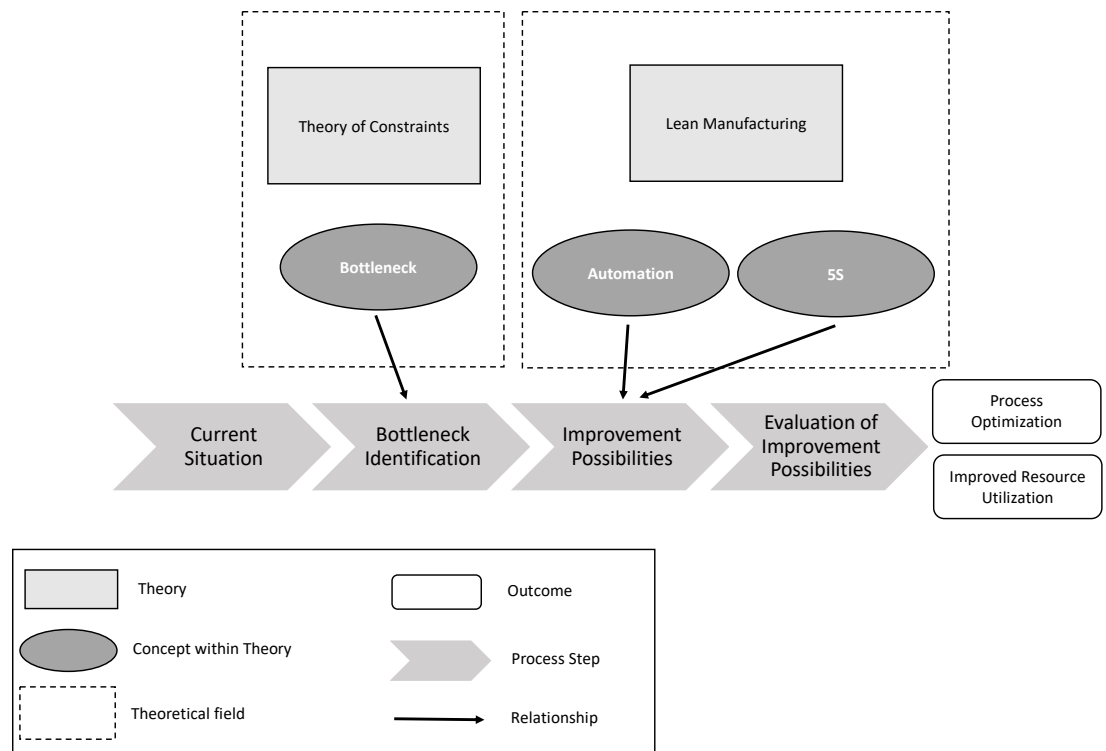 Theory of Constraints
Lean Manufacturing
Bottleneck
Automation
5S
Current
Situation
Bottleneck
Identification
Improvement
Possibilities
Evaluation of
Improvement
Possibilities
Process
Optimization
Improved Resource
Utilization
Theory
Outcome
Concept within Theory
Process Step
Theoretical field
Relationship